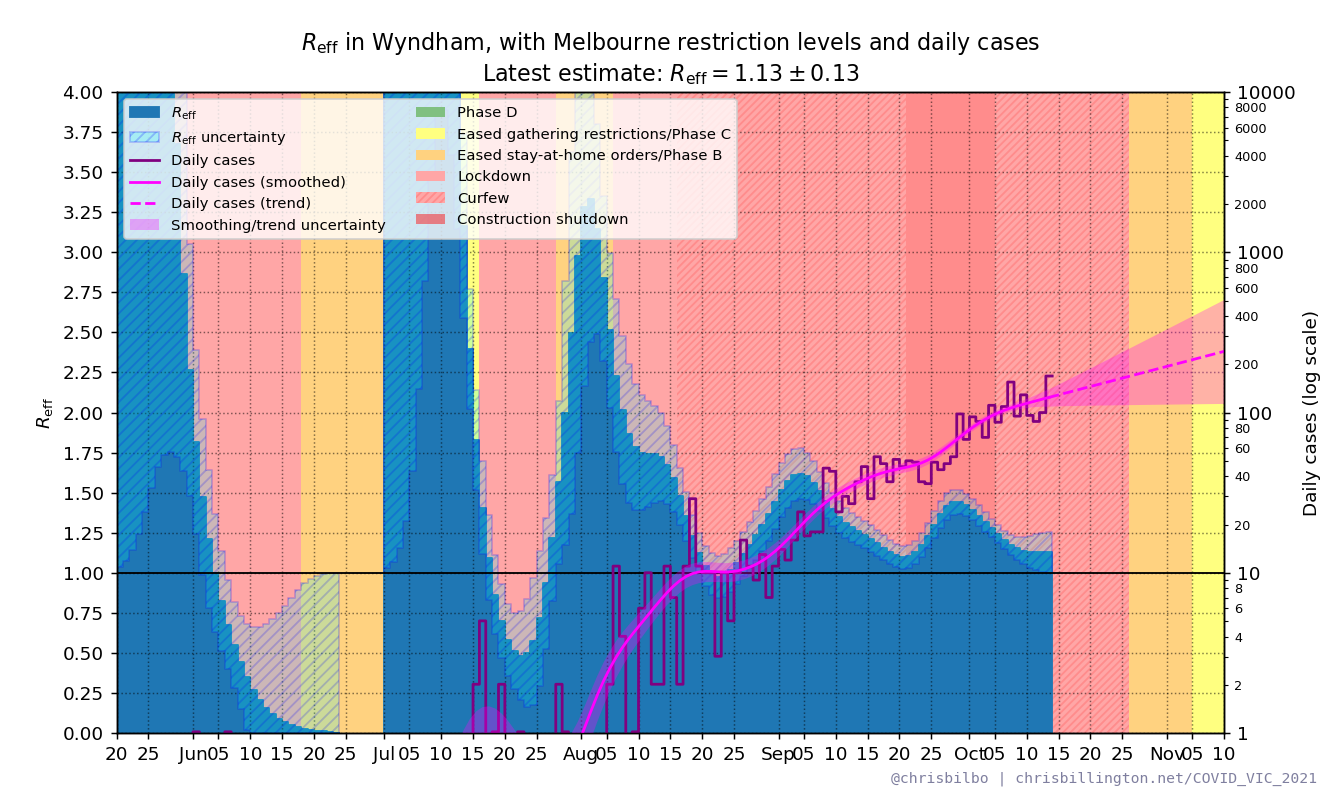 R_eff in Wyndham, with Melbourne restriction levels and daily cases
Latest estimate: R_eff = 1.13 ± 0.13
R_eff
R_eff uncertainty
Daily cases
Daily cases (smoothed)
Daily cases (trend)
Smoothing/trend uncertainty
Phase D
Eased gathering restrictions/Phase C
Eased stay-at-home orders/Phase B
Lockdown
Curfew
Construction shutdown
R_eff
4.00
3.75
3.50
3.25
3.00
2.75
2.50
2.25
2.00
1.75
1.50
1.25
1.00
0.75
0.50
0.25
0.00
10000
8000
6000
4000
2000
1000
800
600
400
200
100
80
60
40
20
10
8
6
4
2
1
Daily cases (log scale)
20 25 Jun 05 10 15 20 25 Jul 05 10 15 20 25 Aug 05 10 15 20 25 Sep 05 10 15 20 25 Oct 05 10 15 20 25 Nov 05 10
@chrisbilbo | chrisbillington.net/COVID_VIC_2021